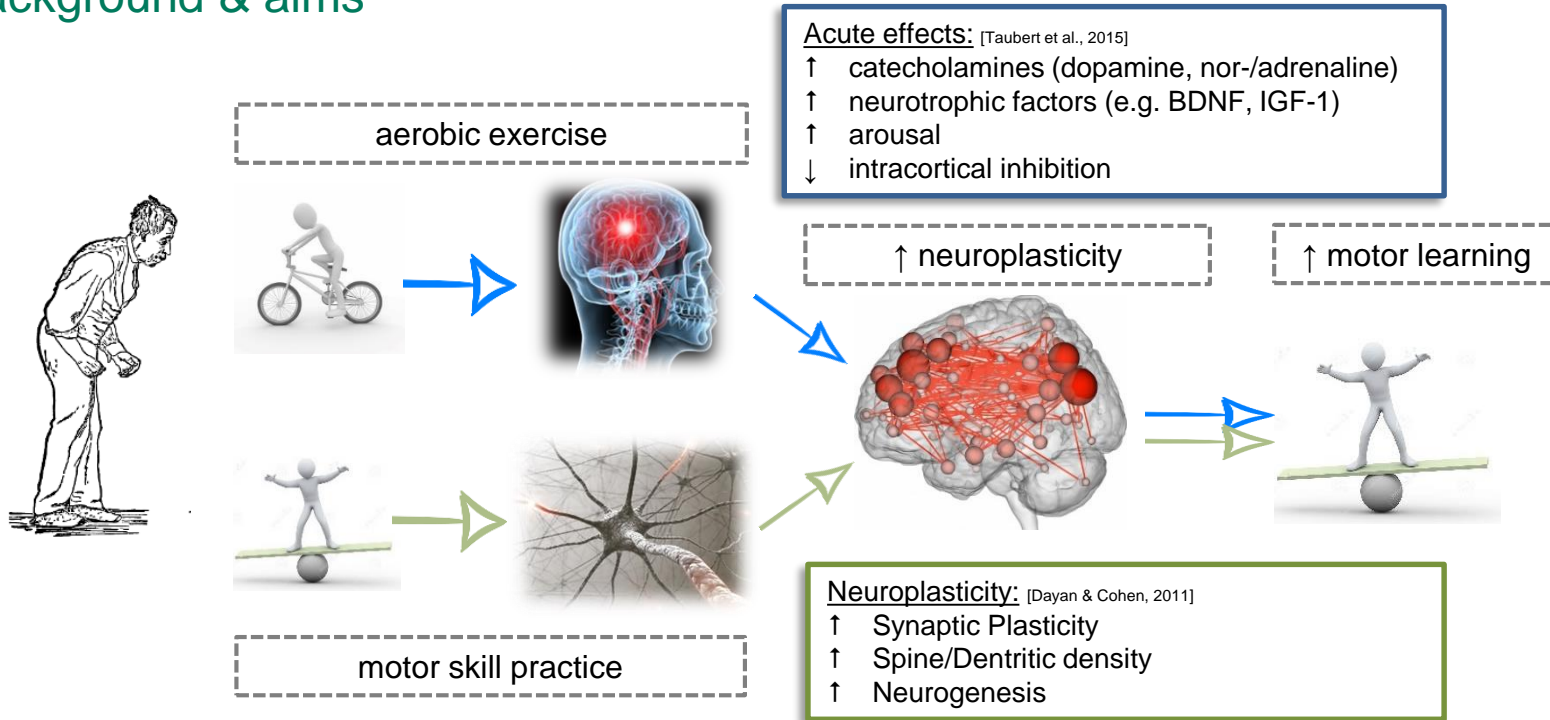 ackground & aims
Acute effects: [Taubert et al., 2015]
↑ catecholamines (dopamine, nor-/adrenaline)
↑ neurotrophic factors (e.g. BDNF, IGF-1)
↑ arousal
↓ intracortical inhibition
aerobic exercise
↑ neuroplasticity
↑ motor learning
motor skill practice
Neuroplasticity: [Dayan & Cohen, 2011]
↑ Synaptic Plasticity
↑ Spine/Dentritic density
↑ Neurogenesis